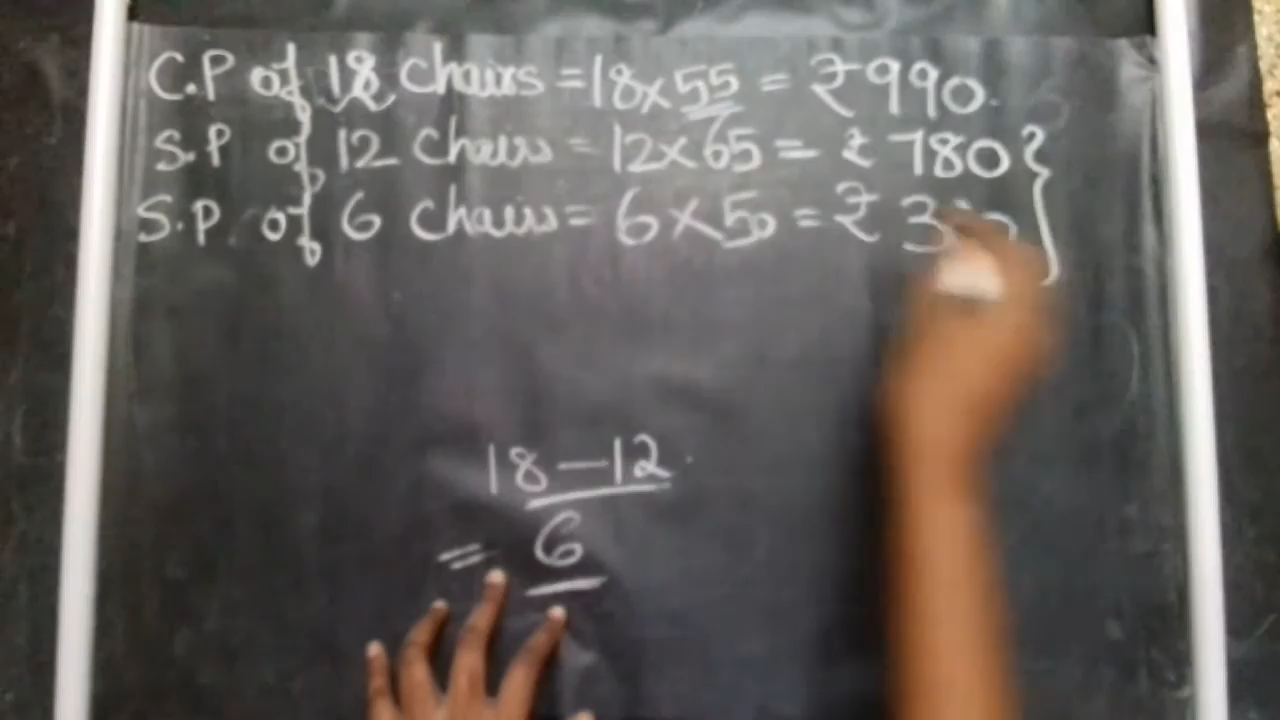 C.P of 18 Chairs = 18×55 = ₹990.
S.P of 12 Chairs = 12×65 = ₹780
S.P of 6 Chairs = 6×50 = ₹
18-12
= 6